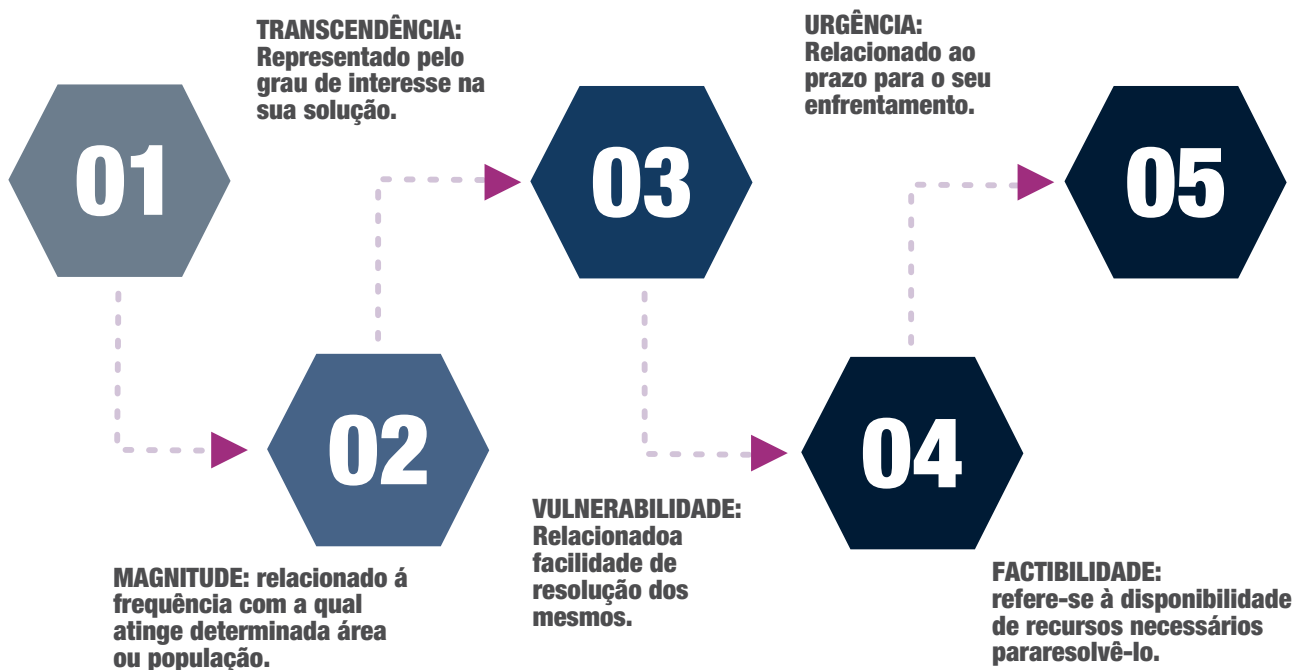 01
MAGNITUDE: relacionado á
frequência com a qual
atinge determinada área
ou população.
02
TRANSCENDÊNCIA:
Representado pelo
grau de interesse na
sua solução.
03
VULNERABILIDADE:
Relacionadoa
facilidade de
resolução dos
mesmos.
04
URGÊNCIA:
Relacionado ao
prazo para o seu
enfrentamento.
05
FACTIBILIDADE:
refere-se à disponibilidade
de recursos necessários
pararesolvê-lo.